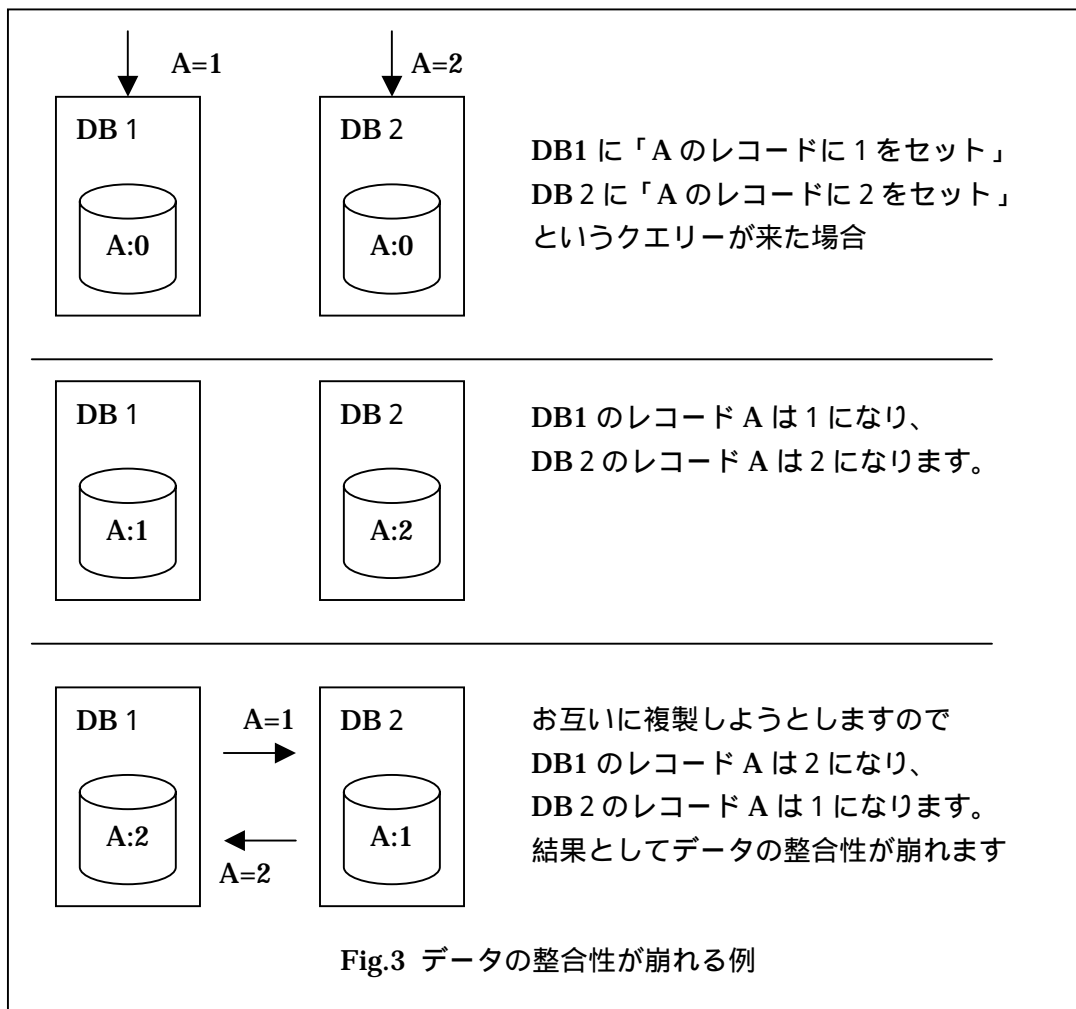 A=1
A=2
DB 1
DB 2
A:0
A:0
DB1 に「A のレコードに 1 をセット」
DB 2 に「A のレコードに 2 をセット」
というクエリーが来た場合
DB 1
DB 2
A:1
A:2
DB1 のレコード A は 1 になり、
DB 2 のレコード A は 2 になります。
DB 1
A=1
DB 2
A:2
A:1
A=2
お互いに複製しようとしますので
DB1 のレコード A は 2 になり、
DB 2 のレコード A は 1 になります。
結果としてデータの整合性が崩れます
Fig.3 データの整合性が崩れる例